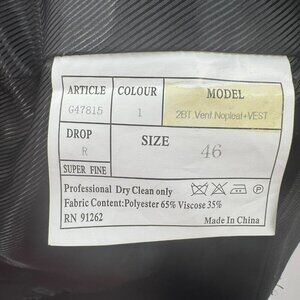 ARTICLE COLOUR MODEL
G47815 1 2BT Vent Nopleat+VEST
DROP SIZE
R 46
SUPER FINE
Professional Dry Clean only
Fabric Content:Polyester 65% Viscose 35%
RN 91262 Made in China